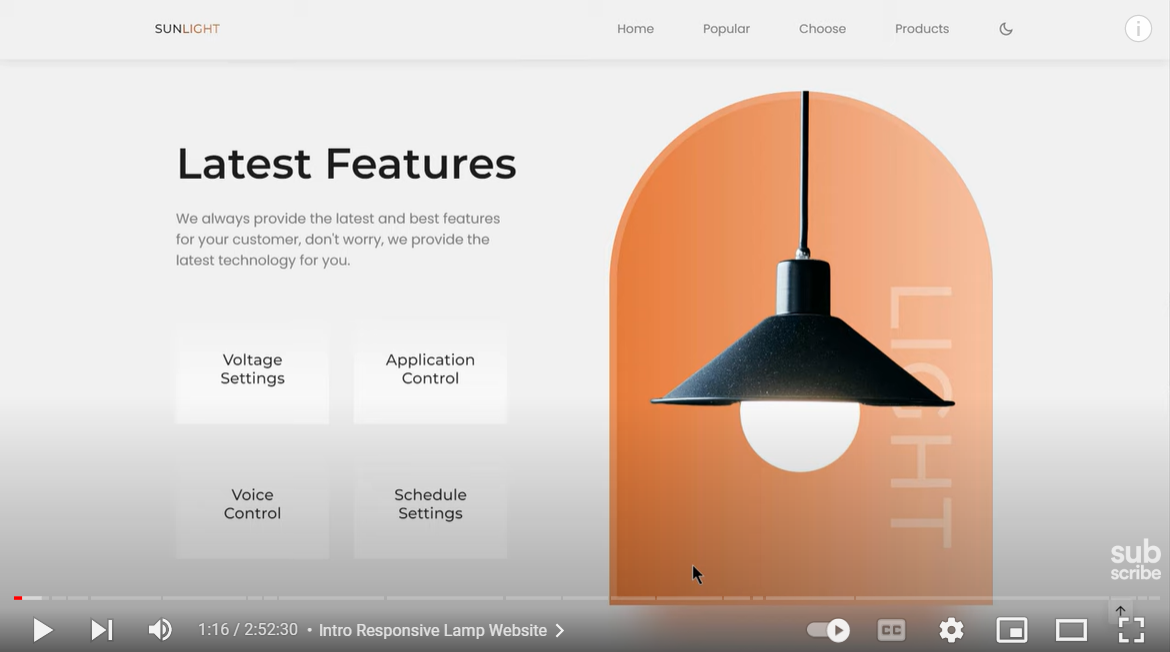 SUNLIGHT
Home Popular Choose Products
i
Latest Features
We always provide the latest and best features
for your customer, don't worry, we provide the
latest technology for you.
Voltage
Settings
Application
Control
Voice
Control
Schedule
Settings
LIGHT
sub
scribe
1:16 / 2:52:30 • Intro Responsive Lamp Website
CC